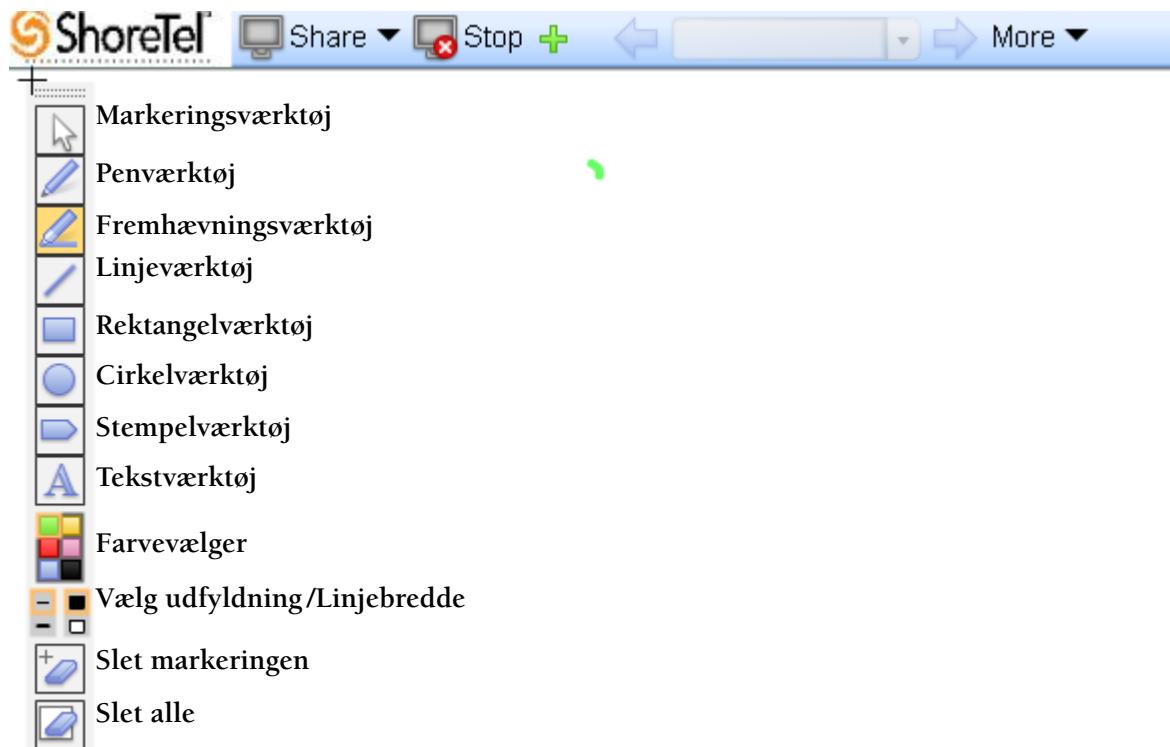 ShoreTel Share Stop More
Markeringsværktøj
Penværktøj
Fremhævningsværktøj
Linjeværktøj
Rektangelværktøj
Cirkelværktøj
Stempelværktøj
A Tekstværktøj
Farvevælger
Vælg udfyldning/Linjebredde
Slet markeringen
Slet alle